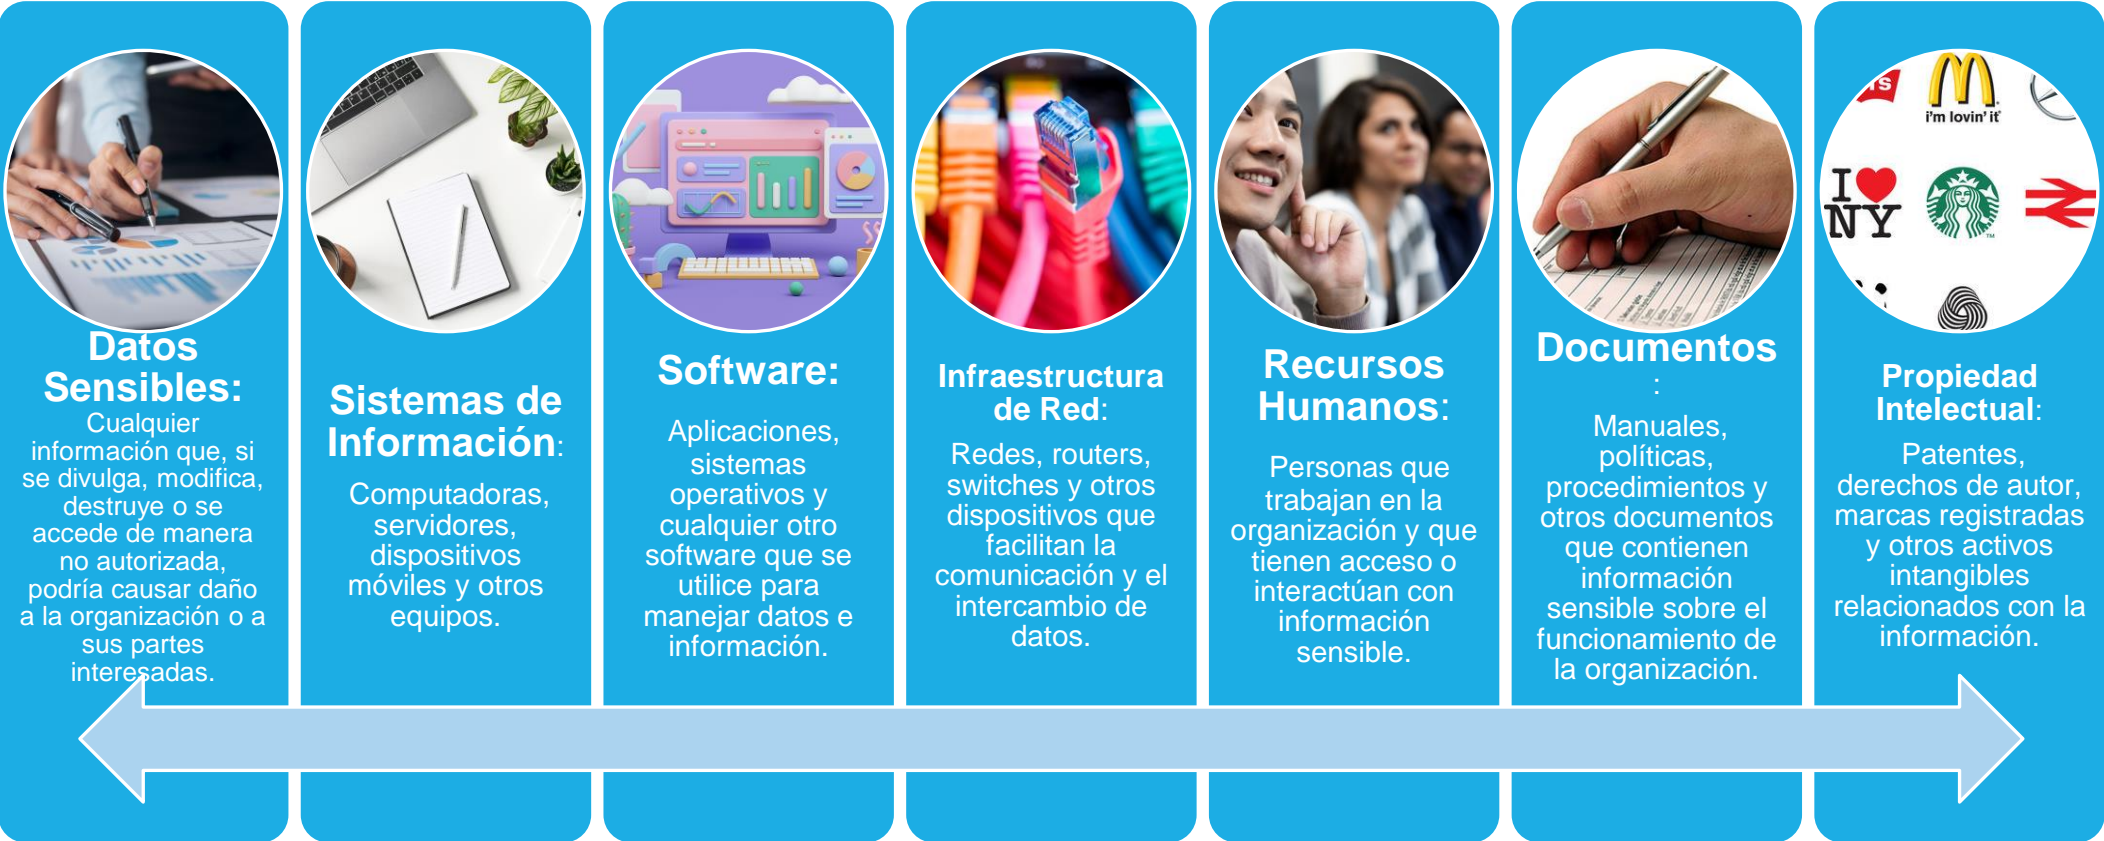 Datos
Sensibles:
Cualquier
información que, si
se divulga, modifica,
destruye o se
accede de manera
no autorizada,
podría causar daño
a la organización o a
sus partes
interesadas.
Sistemas de
Información:
Computadoras,
servidores,
dispositivos
móviles y otros
equipos.
Software:
Aplicaciones,
sistemas
operativos y
cualquier otro
software que se
utilice para
manejar datos e
información.
Infraestructura
de Red:
Redes, routers,
switches y otros
dispositivos que
facilitan la
comunicación y el
intercambio de
datos.
Recursos
Humanos:
Personas que
trabajan en la
organización y que
tienen acceso o
interactúan con
información
sensible.
Documentos
:
Manuales,
políticas,
procedimientos y
otros documentos
que contienen
información
sensible sobre el
funcionamiento de
la organización.
i'm lovin' it
I ❤
NY
TM
Propiedad
Intelectual:
Patentes,
derechos de autor,
marcas registradas
y otros activos
intangibles
relacionados con la
información.